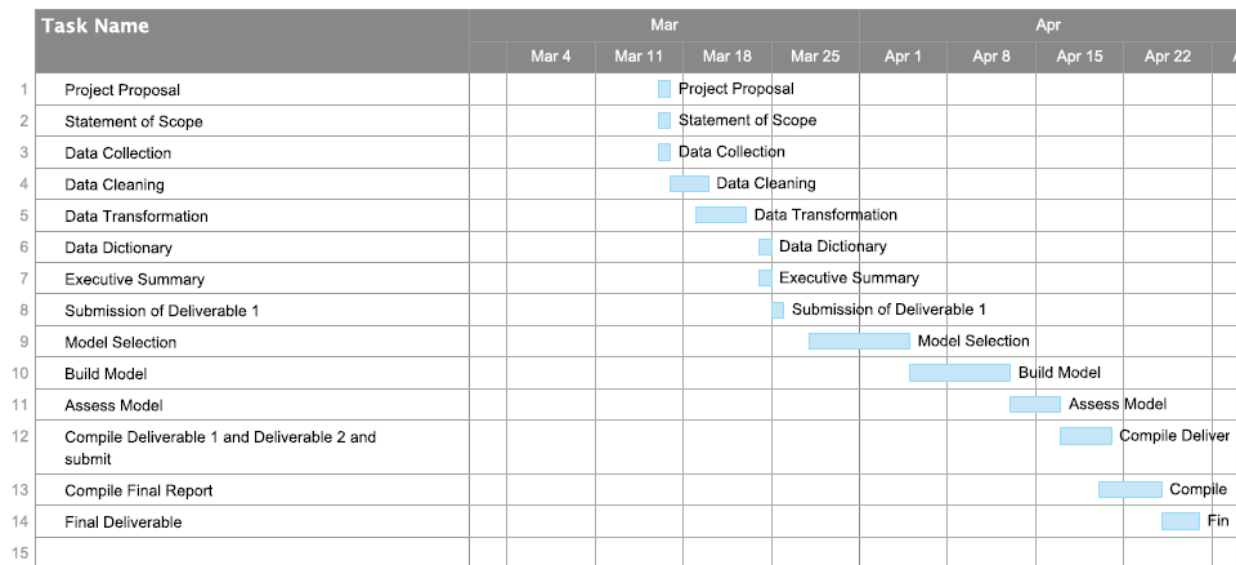 Task Name
Mar
Apr
Mar 4
Mar 11
Mar 18
Mar 25
Apr 1
Apr 8
Apr 15
Apr 22
1
Project Proposal
Project Proposal
2
Statement of Scope
Statement of Scope
3
Data Collection
Data Collection
4
Data Cleaning
Data Cleaning
5
Data Transformation
Data Transformation
6
Data Dictionary
Data Dictionary
7
Executive Summary
Executive Summary
8
Submission of Deliverable 1
Submission of Deliverable 1
9
Model Selection
Model Selection
10
Build Model
Build Model
11
Assess Model
Assess Model
12
Compile Deliverable 1 and Deliverable 2 and
submit
Compile Deliver
13
Compile Final Report
Compile
14
Final Deliverable
Fin
15